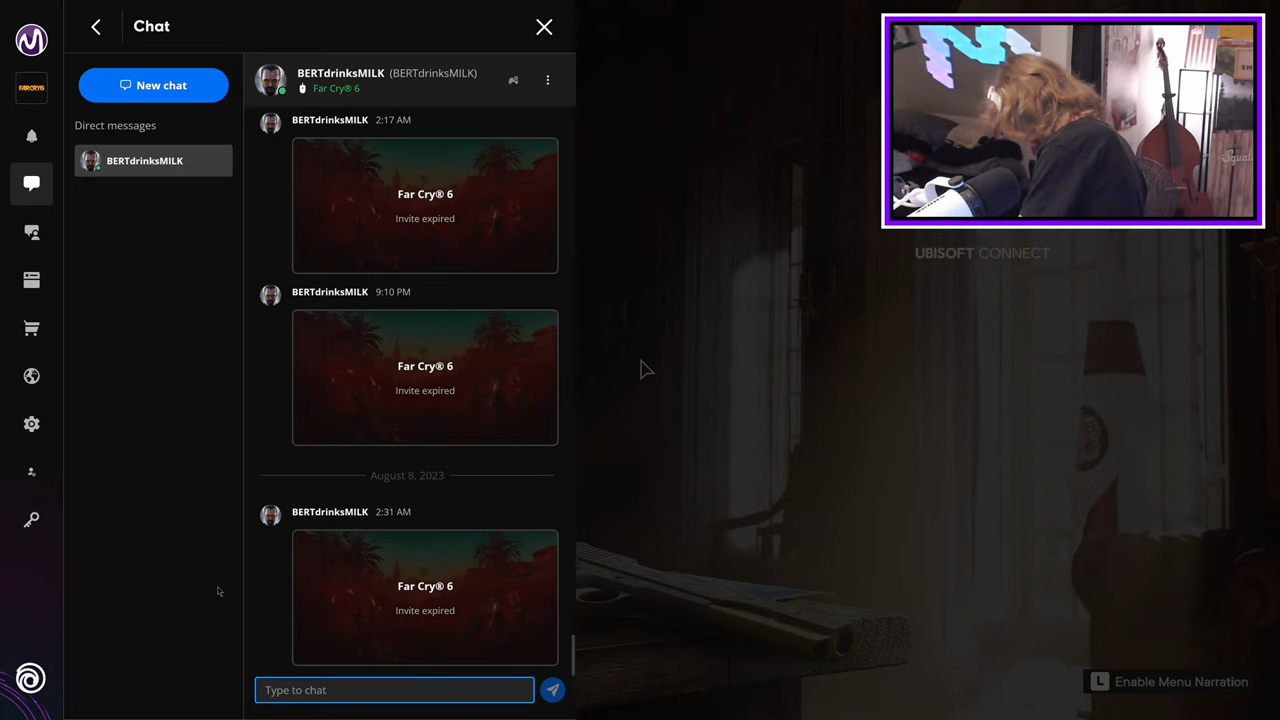 Chat
FARCRY6
New chat
Direct messages
BERTdrinksMILK
BERTdrinksMILK (BERTdrinksMILK)
Far Cry® 6
BERTdrinksMILK 2:17 AM
Far Cry® 6
Invite expired
BERTdrinksMILK 9:10 PM
Far Cry® 6
Invite expired
August 8, 2023
BERTdrinksMILK 2:31 AM
Far Cry® 6
Invite expired
Type to chat
UBISOFT CONNECT
L Enable Menu Narration